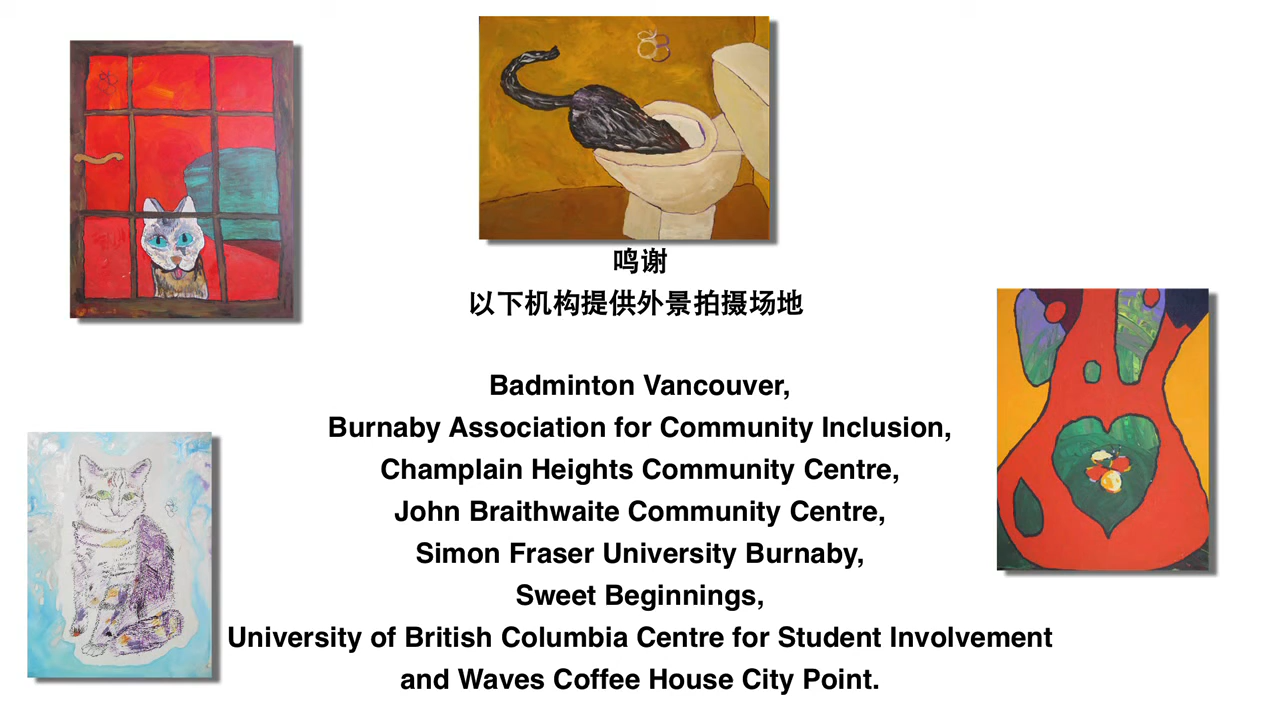 鸣谢
以下机构提供外景拍摄场地
Badminton Vancouver,
Burnaby Association for Community Inclusion,
Champlain Heights Community Centre,
John Braithwaite Community Centre,
Simon Fraser University Burnaby,
Sweet Beginnings,
University of British Columbia Centre for Student Involvement
and Waves Coffee House City Point.